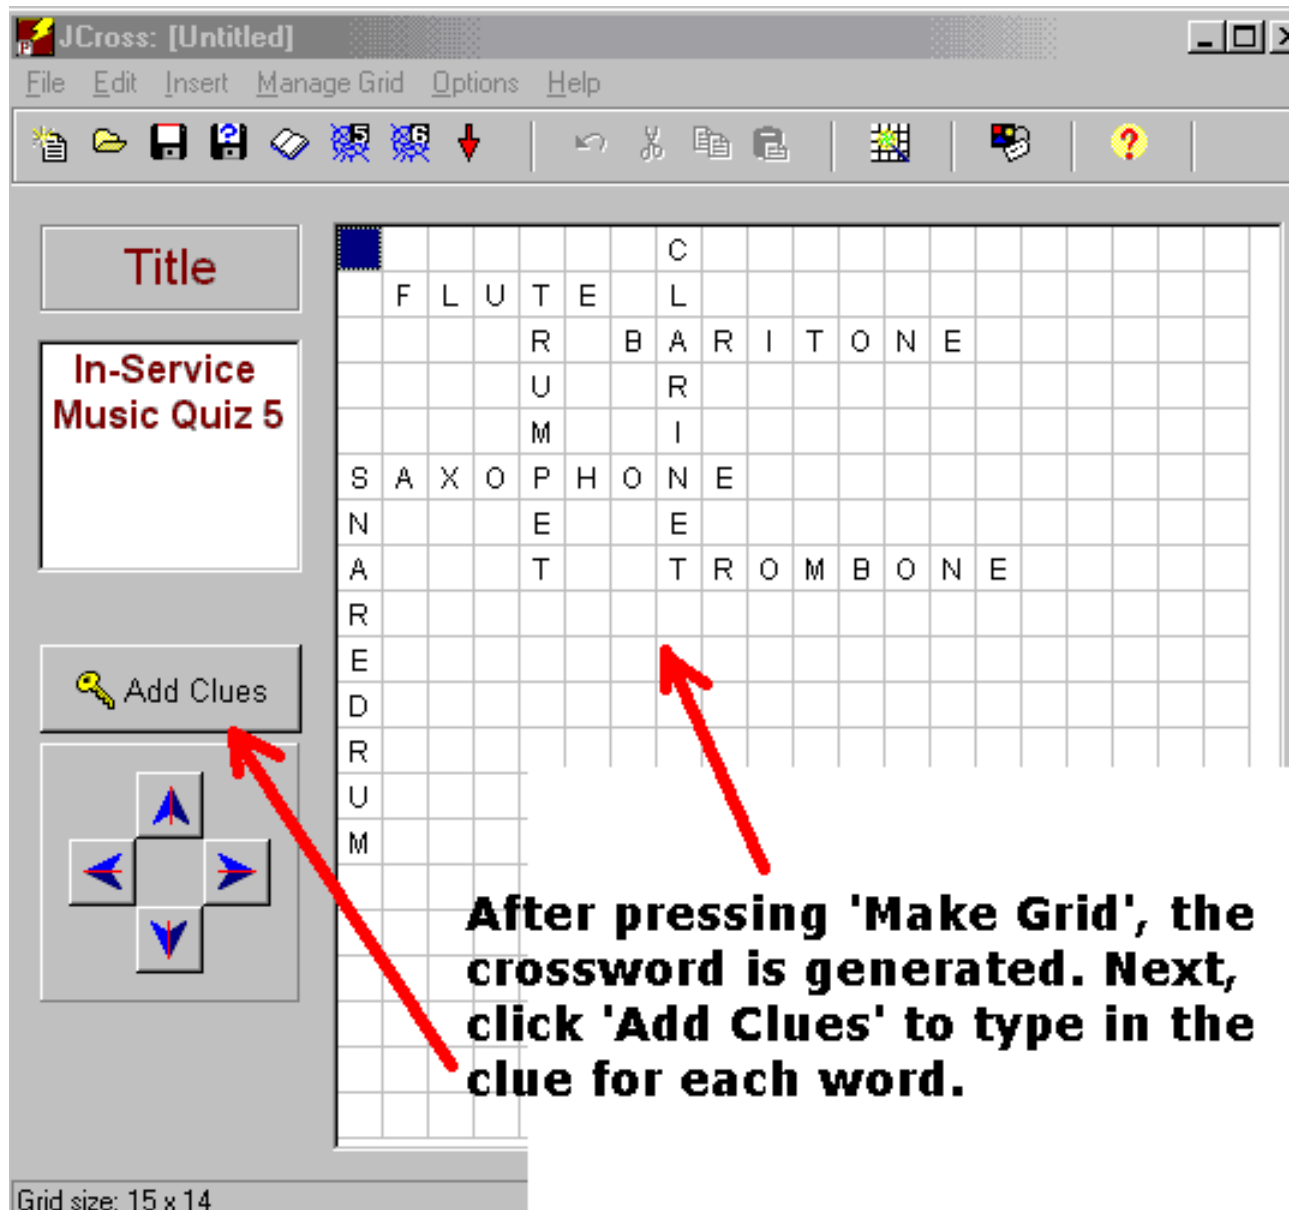 JCross: [Untitled]
File Edit Insert Manage Grid Options Help
5 6 ?
Title
In-Service
Music Quiz 5
Add Clues
C
F L U T E L
R B A R I T O N E
U R
M I
S A X O P H O N E
N E E
A T T R O M B O N E
R
E
D
R
U
M
After pressing 'Make Grid', the
crossword is generated. Next,
click 'Add Clues' to type in the
clue for each word.
Grid size: 15 x 14